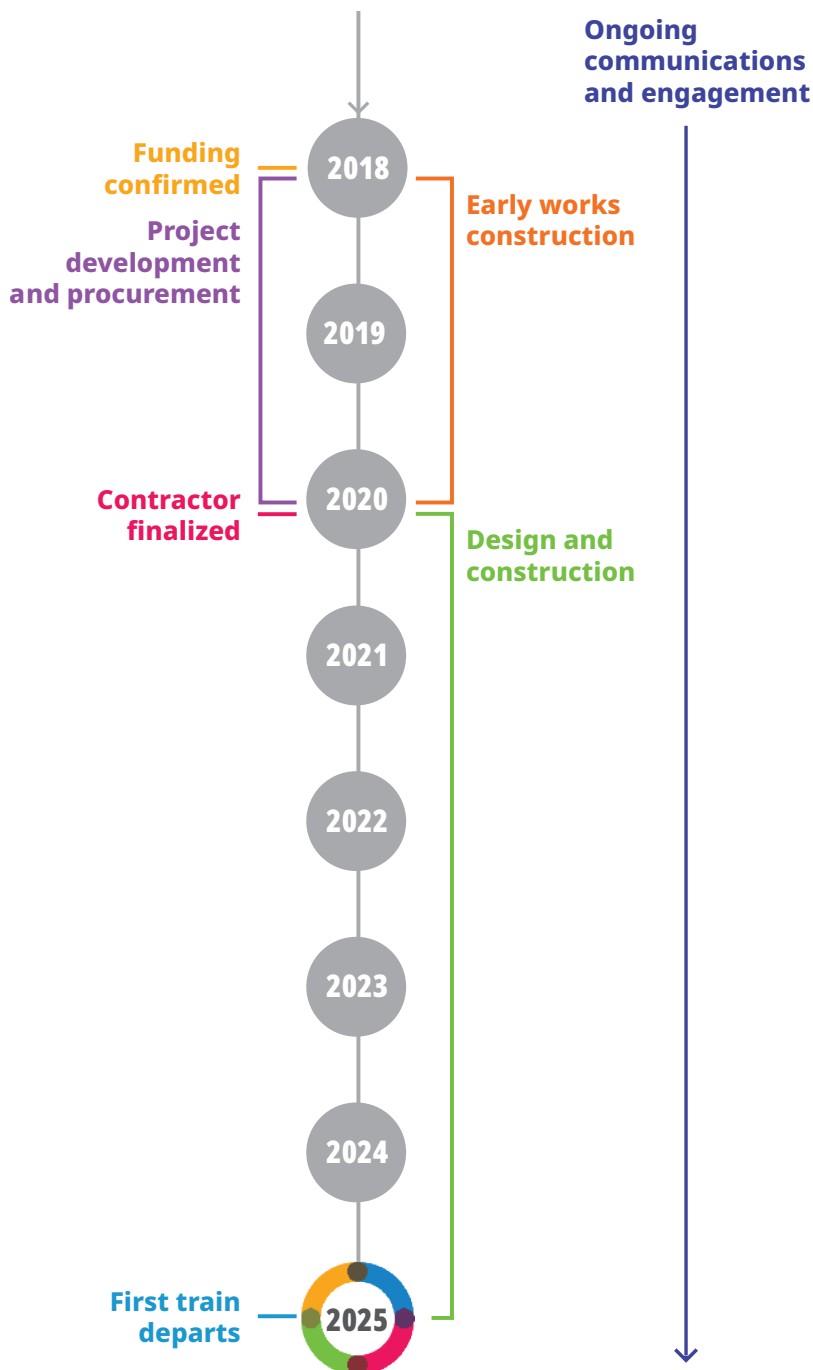 Ongoing
communications
and engagement
Funding
confirmed
2018
Early works
construction
Project
development
and procurement
2019
Contractor
finalized
2020
Design and
construction
2021
2022
2023
2024
First train
departs
2025